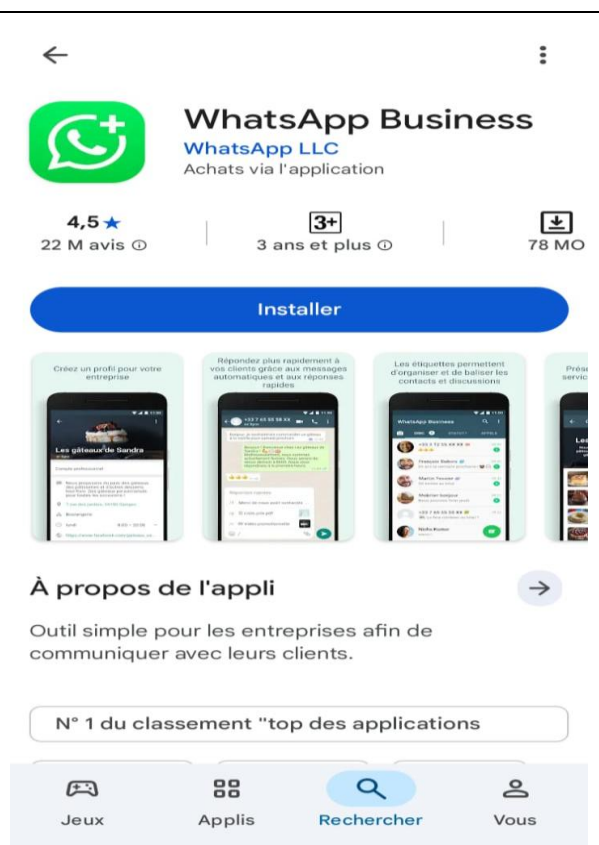 WhatsApp Business
WhatsApp LLC
Achats via l'application
4,5★
22 M avis
3+
3 ans et plus
78 MO
Installer
Créez un profil pour votre
entreprise
Les gâteaux de Sandra
Répondez plus rapidement à
vos clients grâce aux messages
automatiques et aux réponses
rapides
Les étiquettes permettent
d'organiser et de baliser les
contacts et discussions
WhatsApp Business
Prése
servic
À propos de l'appli
Outil simple pour les entreprises afin de
communiquer avec leurs clients.
N° 1 du classement "top des applications
Jeux
Applis
Rechercher
Vous